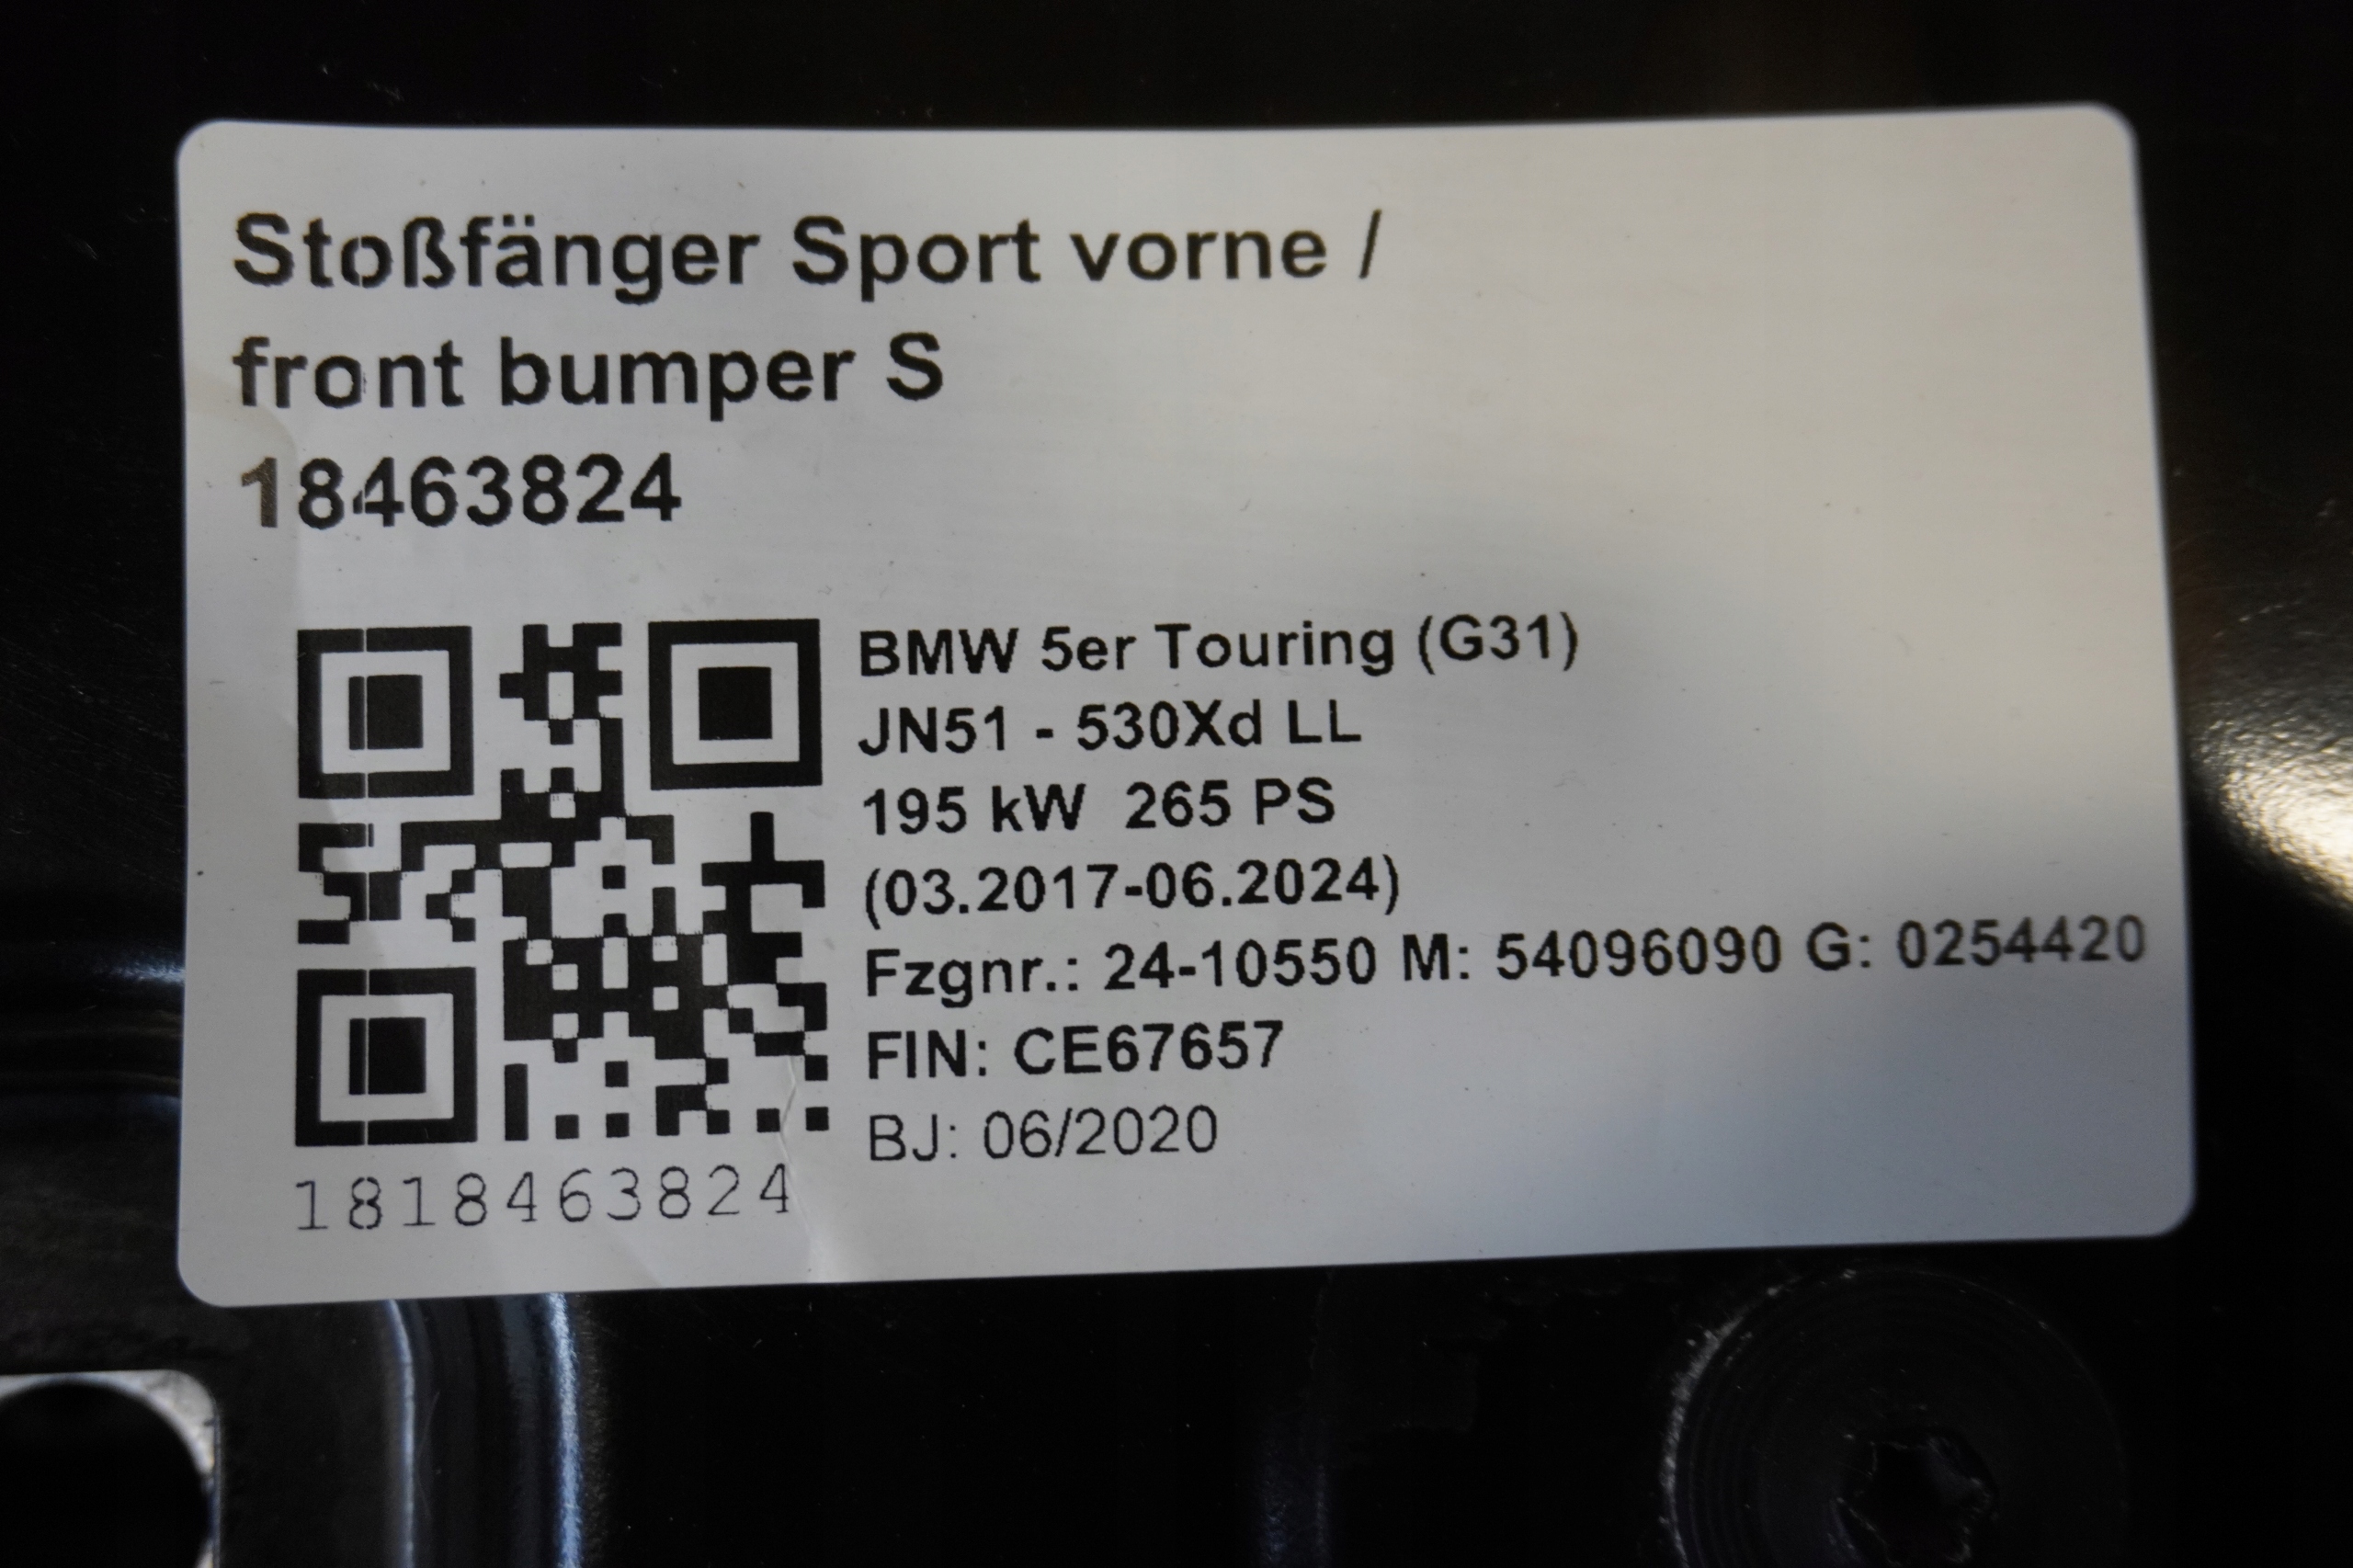 Stoßfänger Sport vorne /
front bumper S
18463824
BMW 5er Touring (G31)
JN51 - 530Xd LL
195 kW  265 PS
(03.2017-06.2024)
Fzgnr.: 24-10550 M: 54096090 G: 0254420
FIN: CE67657
BJ: 06/2020
1818463824